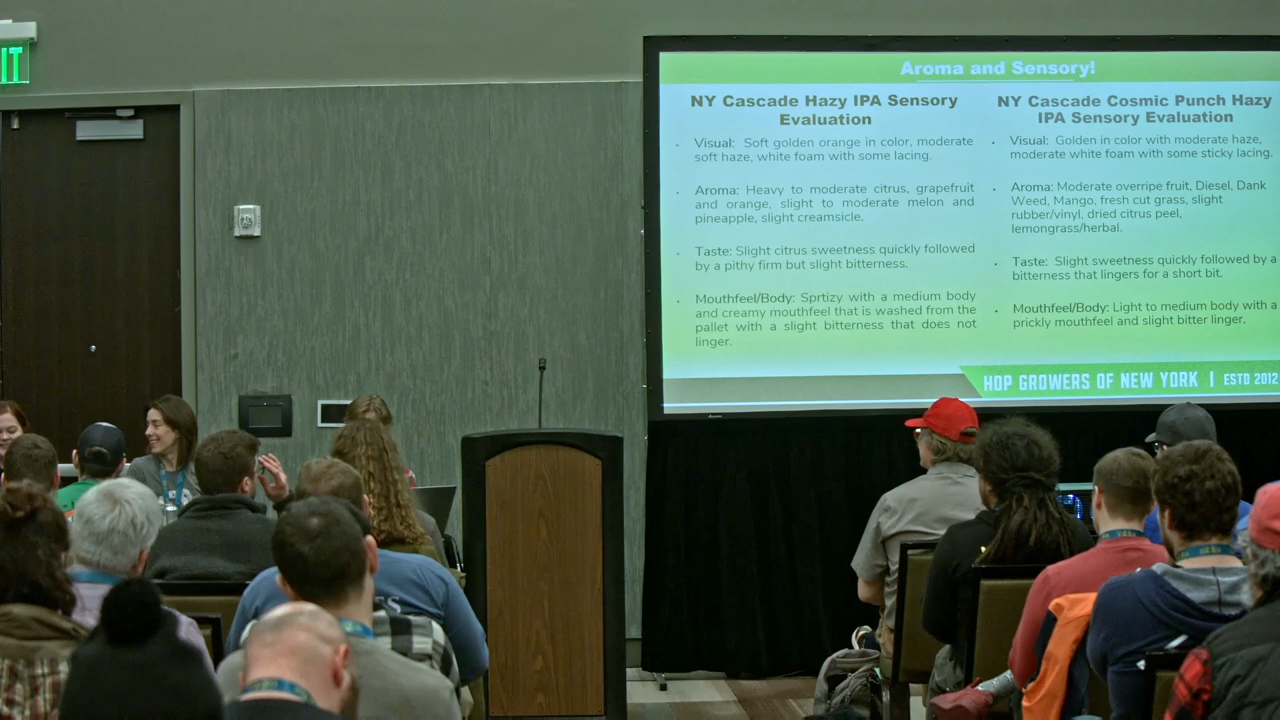 IT
Aroma and Sensory!
NY Cascade Hazy IPA Sensory
Evaluation
Visual: Soft golden orange in color, moderate
soft haze, white foam with some lacing.
Aroma: Heavy to moderate citrus, grapefruit
and orange, slight to moderate melon and
pineapple, slight creamsicle.
Taste: Slight citrus sweetness quickly followed
by a pithy firm but slight bitterness.
Mouthfeel/Body: Sprtizy with a medium body
and creamy mouthfeel that is washed from the
pallet with a slight bitterness that does not
linger.
NY Cascade Cosmic Punch Hazy
IPA Sensory Evaluation
Visual: Golden in color with moderate haze,
moderate white foam with some sticky lacing.
Aroma: Moderate overripe fruit, Diesel, Dank
Weed, Mango, fresh cut grass, slight
rubber/vinyl, dried citrus peel,
lemongrass/herbal.
Taste: Slight sweetness quickly followed by a
bitterness that lingers for a short bit.
Mouthfeel/Body: Light to medium body with a
prickly mouthfeel and slight bitter linger.
HOP GROWERS OF NEW YORK | ESTD 2012